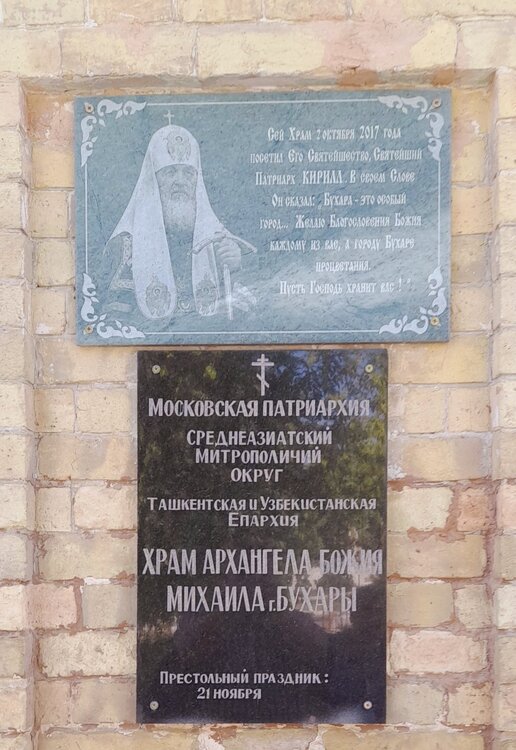 Сей Храм 2 октября 2017 года
посетил Его Святейшество, Святейший
Патриарх КИРИЛЛ. В своем Слове
Он сказал: "Бухара - это особый
город... Желаю Благословения Божия
каждому из вас, а городу Бухаре
процветания.
Пусть Господь хранит вас ! ".
МОСКОВСКАЯ ПАТРИАРХИЯ
СРЕДНЕАЗИАТСКИЙ
МИТРОПОЛИЧИЙ
ОКРУГ
ТАШКЕНТСКАЯ И УЗБЕКИСТАНСКАЯ
ЕПАРХИЯ
ХРАМ АРХАНГЕЛА БОЖИЯ
МИХАИЛА г.БУХАРЫ
ПРЕСТОЛЬНЫЙ ПРАЗДНИК:
21 НОЯБРЯ